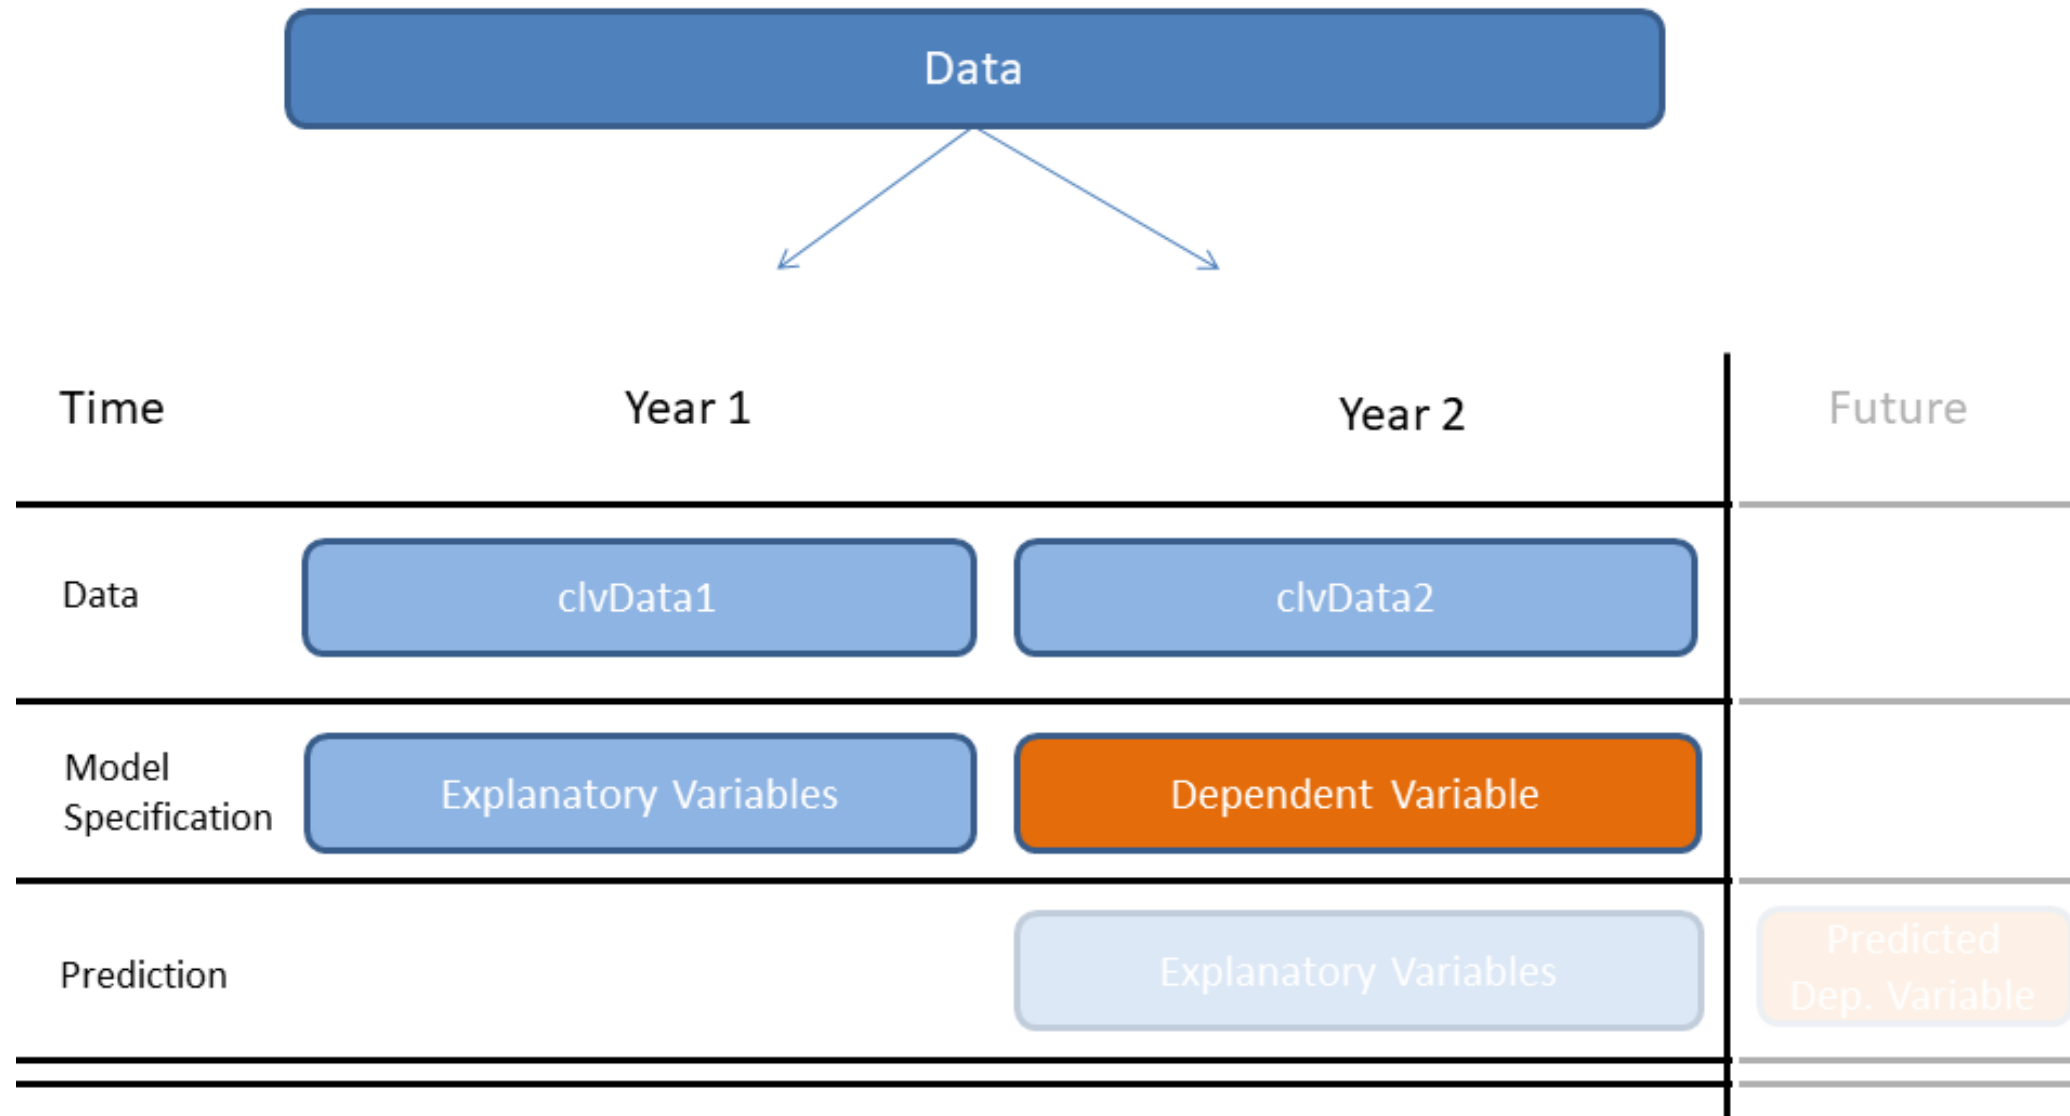 Data
Time
Year 1
Year 2
Future
Data
clvData1
clvData2
Model
Specification
Explanatory Variables
Dependent Variable
Prediction
Explanatory Variables
Predicted
Dep. Variable